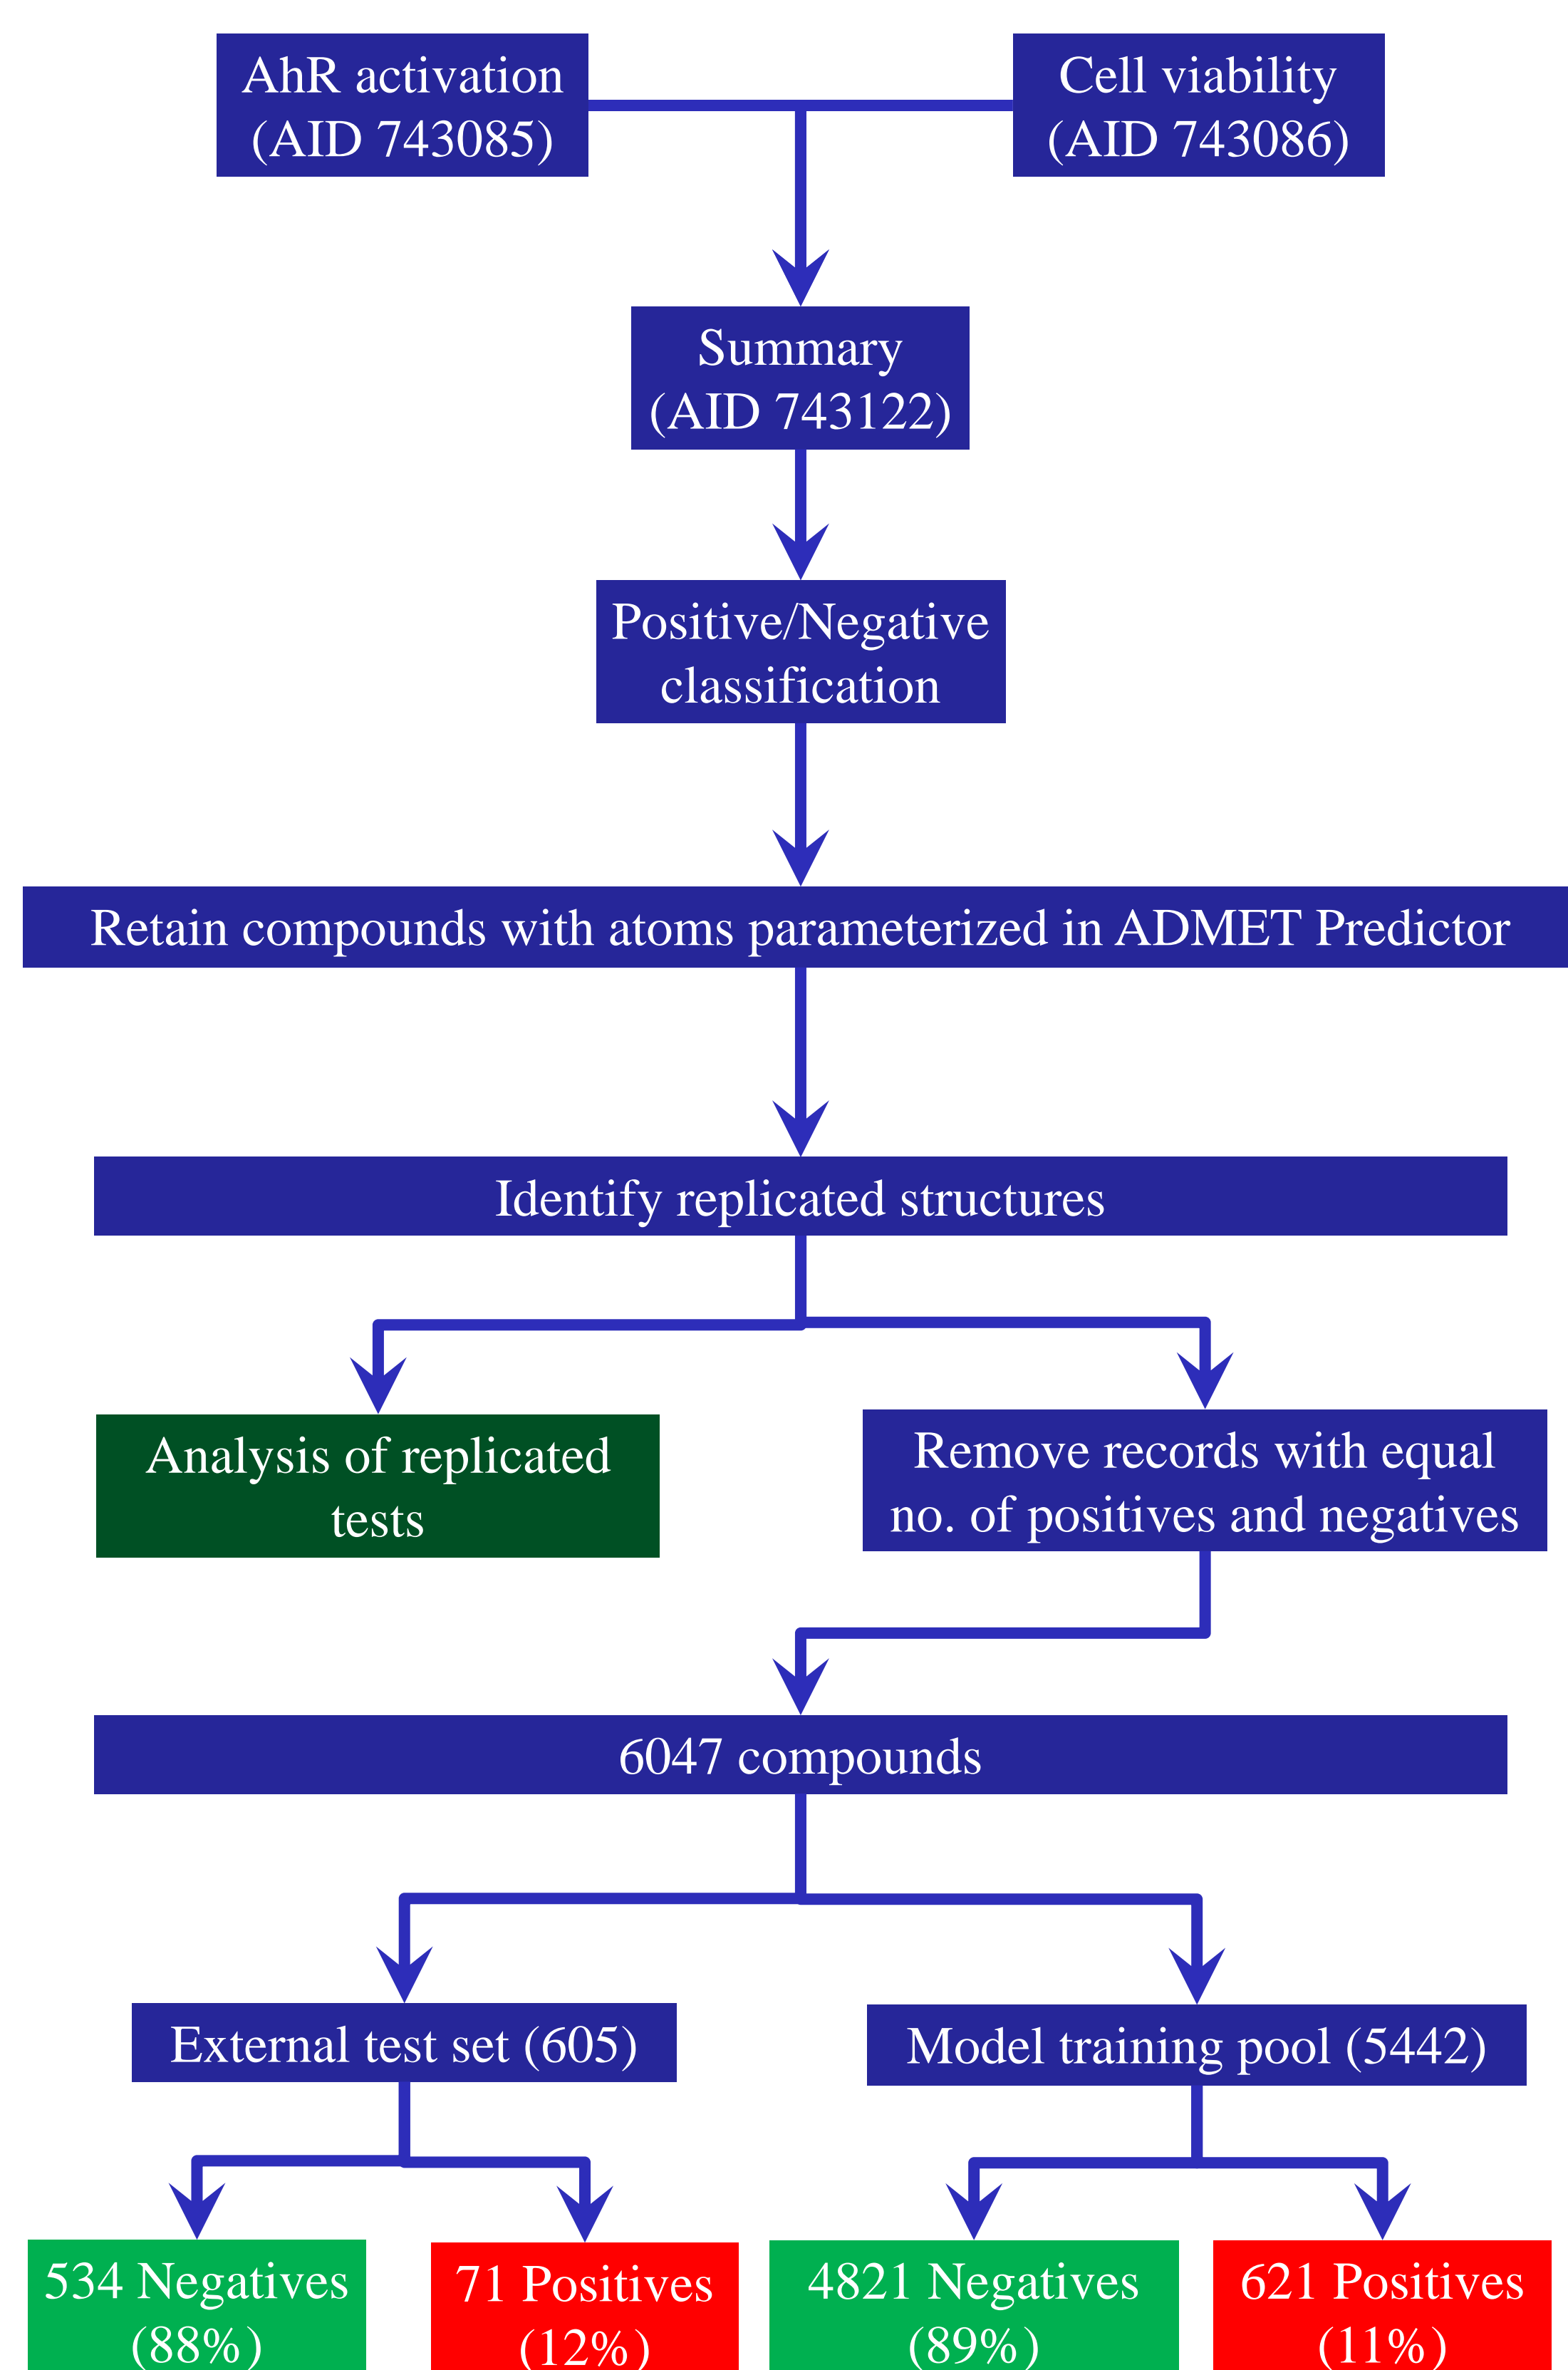 AhR activation
(AID 743085)
Cell viability
(AID 743086)
Summary
(AID 743122)
Positive/Negative
classification
Retain compounds with atoms parameterized in ADMET Predictor
Identify replicated structures
Analysis of replicated
tests
Remove records with equal
no. of positives and negatives
6047 compounds
External test set (605)
Model training pool (5442)
534 Negatives
(88%)
71 Positives
(12%)
4821 Negatives
(89%)
621 Positives
(11%)